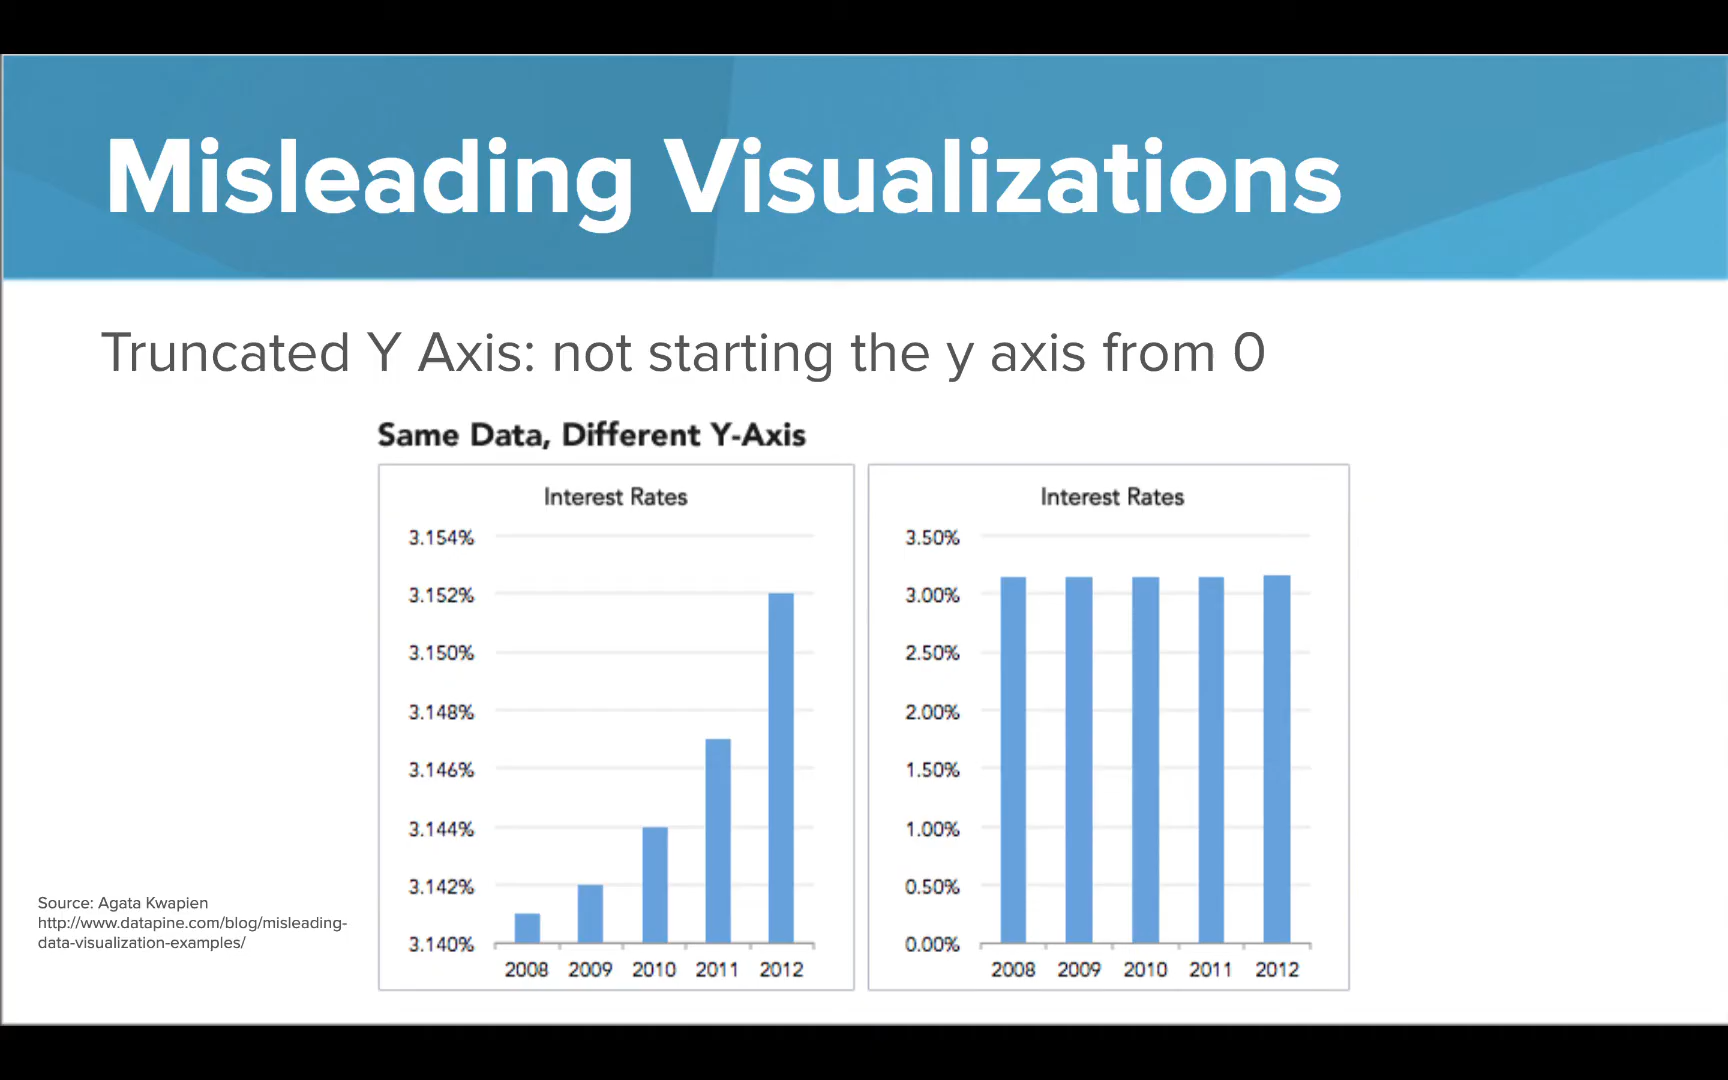 Misleading Visualizations
Truncated Y Axis: not starting the y axis from 0
Same Data, Different Y-Axis
Interest Rates
3.154%
3.152%
3.150%
3.148%
3.146%
3.144%
3.142%
3.140%
2008 2009 2010 2011 2012
Interest Rates
3.50%
3.00%
2.50%
2.00%
1.50%
1.00%
0.50%
0.00%
2008 2009 2010 2011 2012
Source: Agata Kwapien
http://www.datapine.com/blog/misleading-
data-visualization-examples/